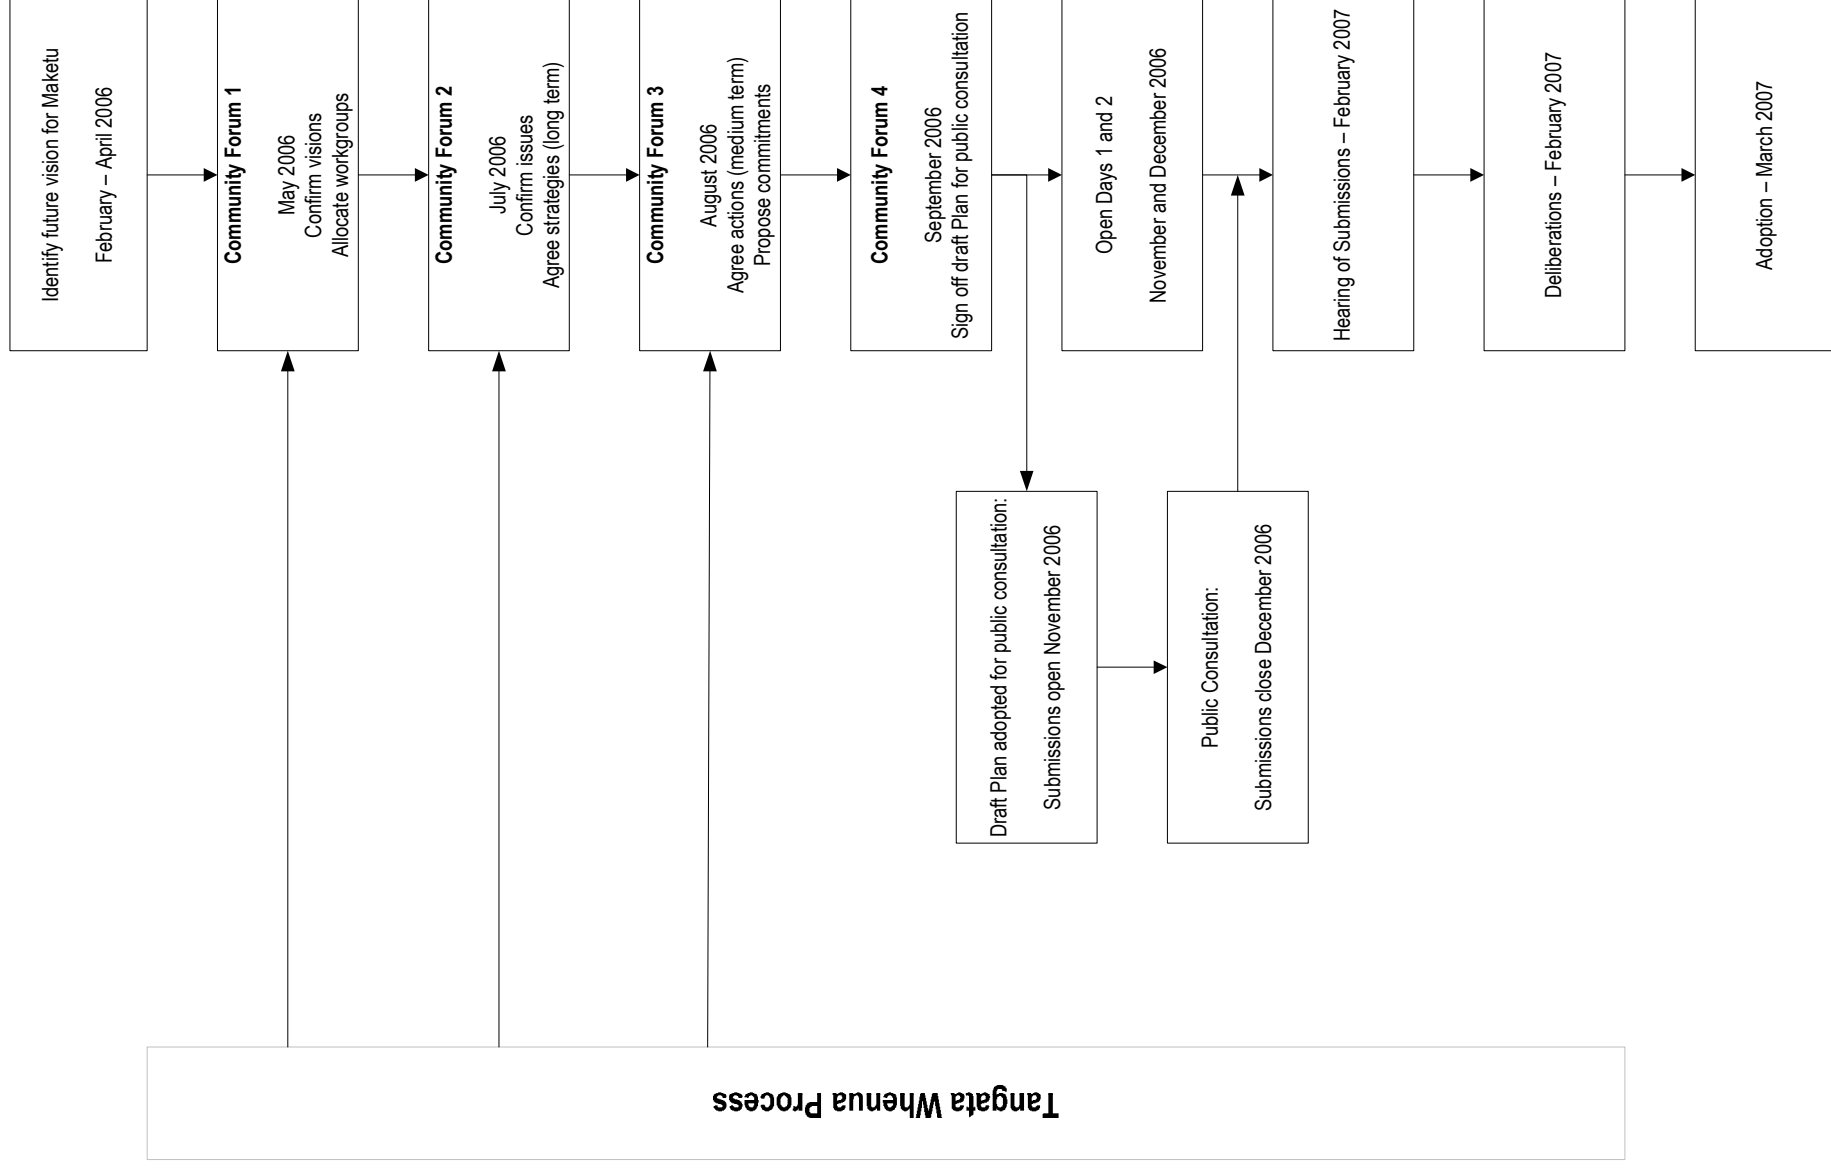 Identify future vision for Maketu
February – April 2006
Community Forum 1
May 2006
Confirm visions
Allocate workgroups
Community Forum 2
July 2006
Confirm issues
Agree strategies (long term)
Community Forum 3
August 2006
Agree actions (medium term)
Propose commitments
Community Forum 4
September 2006
Sign off draft Plan for public consultation
Open Days 1 and 2
November and December 2006
Hearing of Submissions – February 2007
Deliberations – February 2007
Adoption – March 2007
Draft Plan adopted for public consultation:
Submissions open November 2006
Public Consultation:
Submissions close December 2006
Tangata Whenua Process